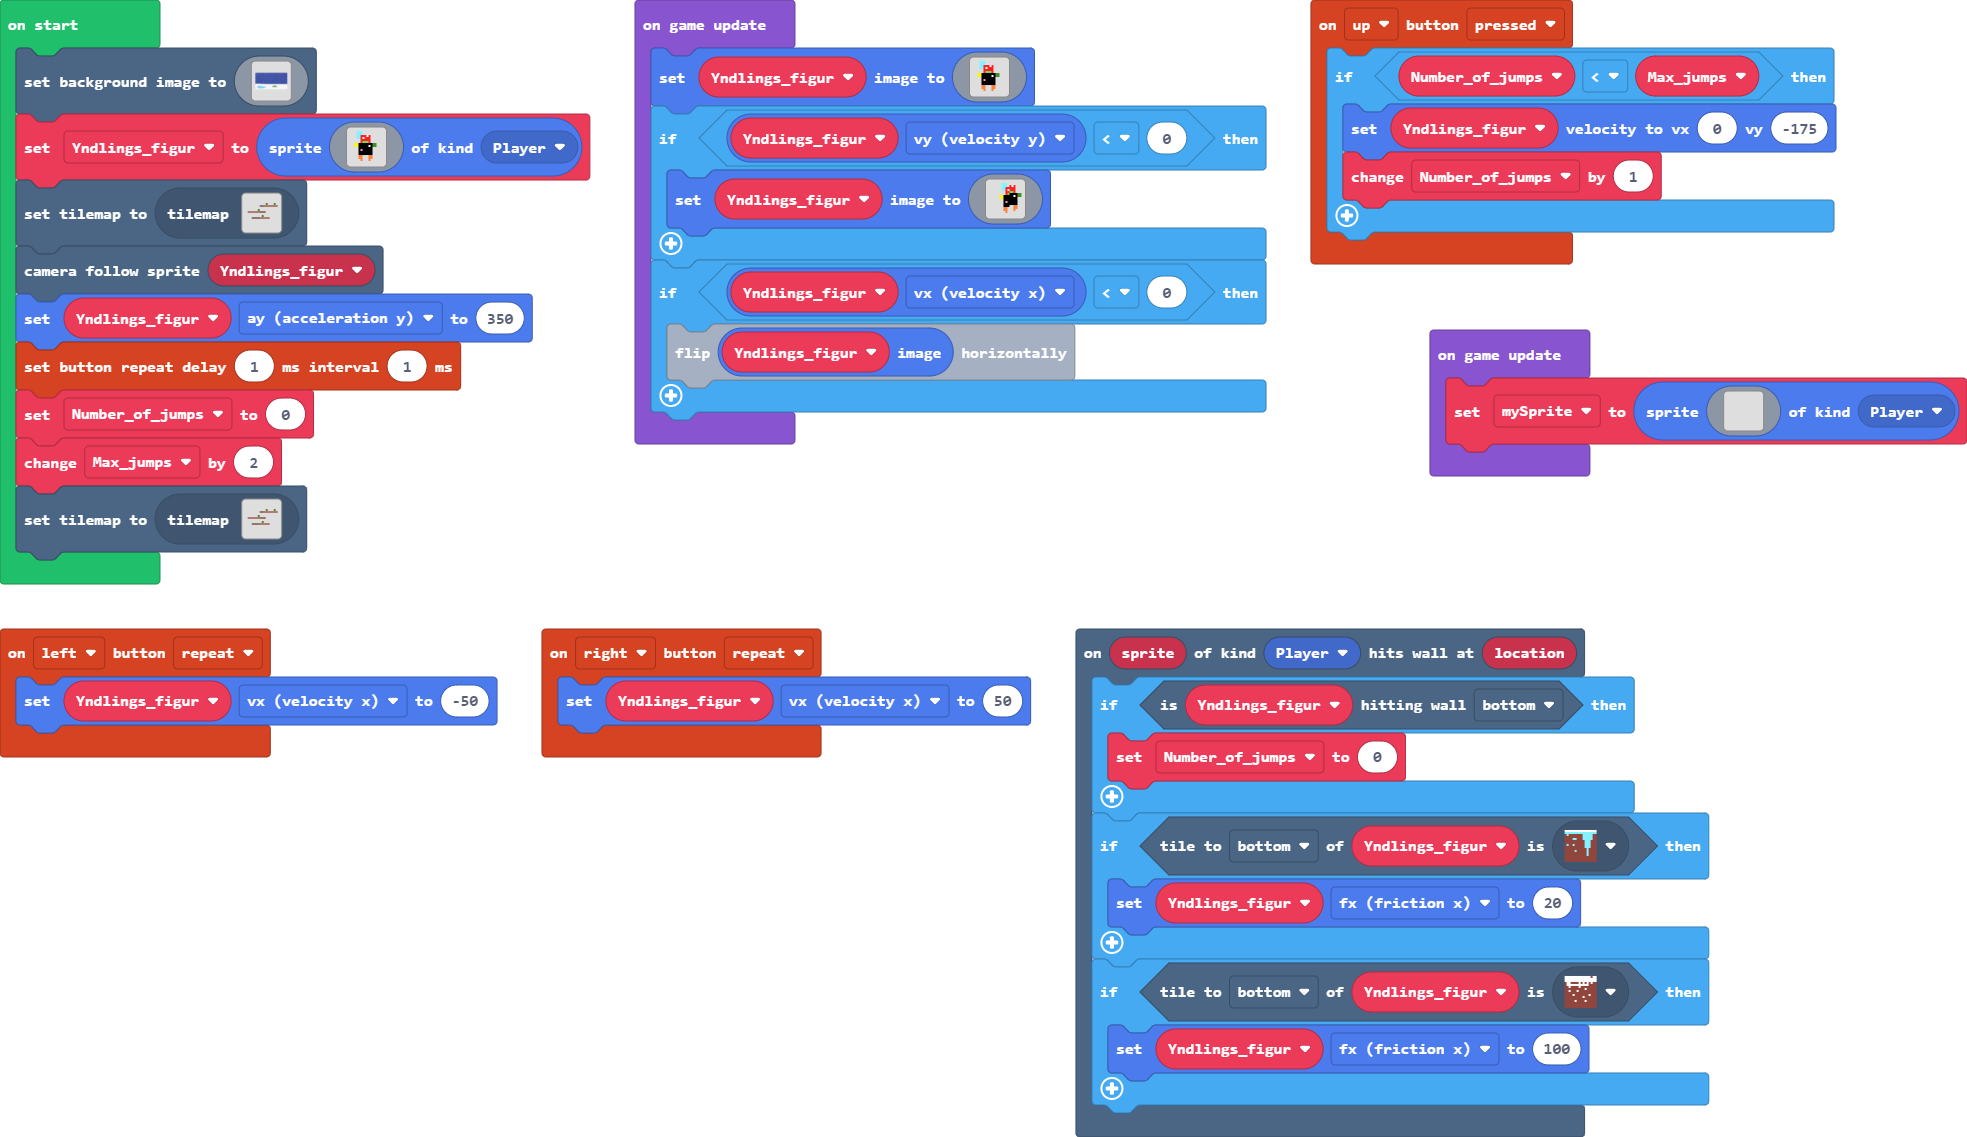 on start
set background image to
set Yndlings_figur to sprite of kind Player
set tilemap to tilemap
camera follow sprite Yndlings_figur
set Yndlings_figur ay (acceleration y) to 350
set button repeat delay 1 ms interval 1 ms
set Number_of_jumps to 0
change Max_jumps by 2
set tilemap to tilemap
on game update
set Yndlings_figur image to
if Yndlings_figur vy (velocity y) < 0 then
set Yndlings_figur image to
if Yndlings_figur vx (velocity x) < 0 then
flip Yndlings_figur image horizontally
on up button pressed
if Number_of_jumps < Max_jumps then
set Yndlings_figur velocity to vx 0 vy -175
change Number_of_jumps by 1
on game update
set mySprite to sprite of kind Player
on left button repeat
set Yndlings_figur vx (velocity x) to -50
on right button repeat
set Yndlings_figur vx (velocity x) to 50
on sprite of kind Player hits wall at location
if is Yndlings_figur hitting wall bottom then
set Number_of_jumps to 0
if tile to bottom of Yndlings_figur is then
set Yndlings_figur fx (friction x) to 20
if tile to bottom of Yndlings_figur is then
set Yndlings_figur fx (friction x) to 100